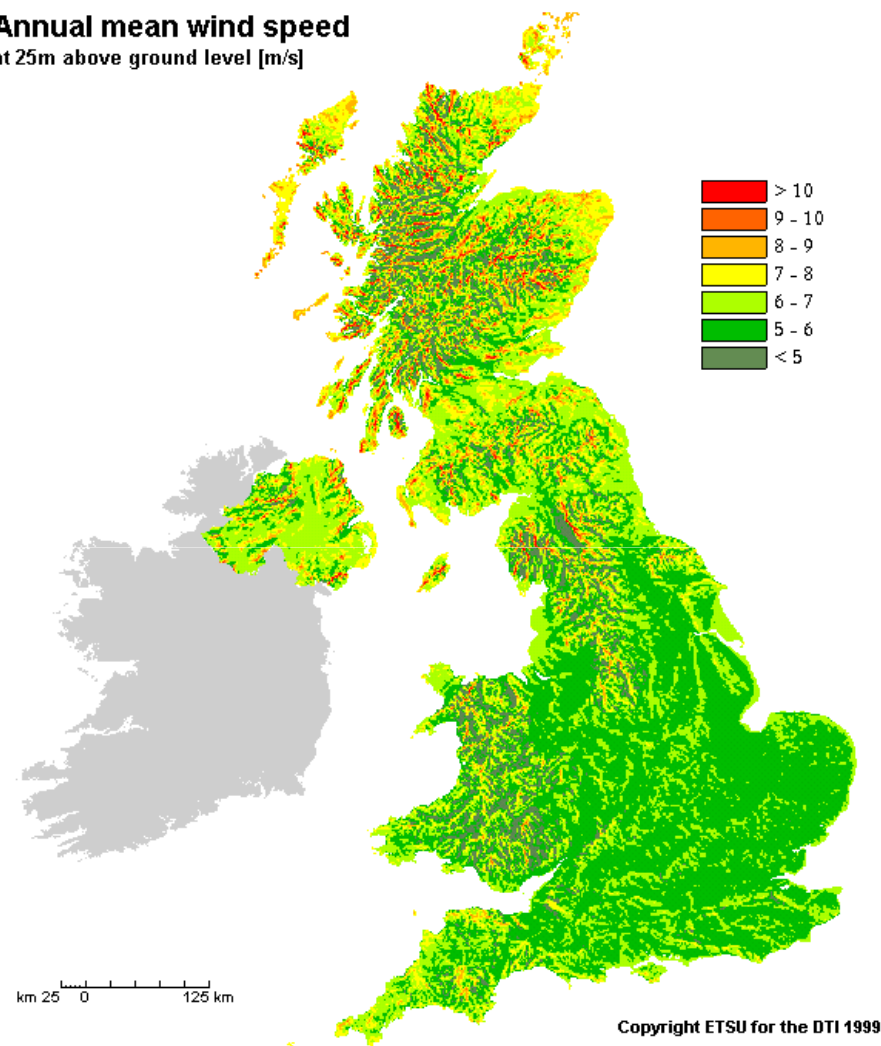 Annual mean wind speed
at 25m above ground level [m/s]
> 10
9 - 10
8 - 9
7 - 8
6 - 7
5 - 6
< 5
km 25 0 125 km
Copyright ETSU for the DTI 1999